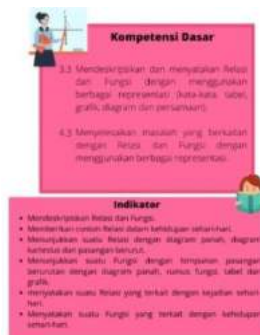 Kompetensi Dasar
3.3 Mendeskripsikan dan menyatakan Relasi
dan Fungsi dengan menggunakan
berbagai representasi (kata-kata, tabel,
grafik, diagram dan persamaan).
4.3 Menyelesaikan masalah yang berkaitan
dengan Relasi dan Fungsi dengan
menggunakan berbagai representasi.
Indikator
• Mendeskripsikan Relasi dan Fungsi.
• Memberikan contoh Relasi dalam kehidupan sehari-hari.
• Menunjukkan suatu Relasi dengan diagram panah, diagram
kartesius dan pasangan berurut.
• Menunjukkan suatu Fungsi dengan himpunan pasangan
berurutan dengan diagram panah, rumus fungsi, tabel dan
grafik.
• menyatakan suatu Relasi yang terkait dengan kejadian sehari-
hari.
• Menyatakan suatu Fungsi yang terkait dengan kehidupan
sehari-hari.